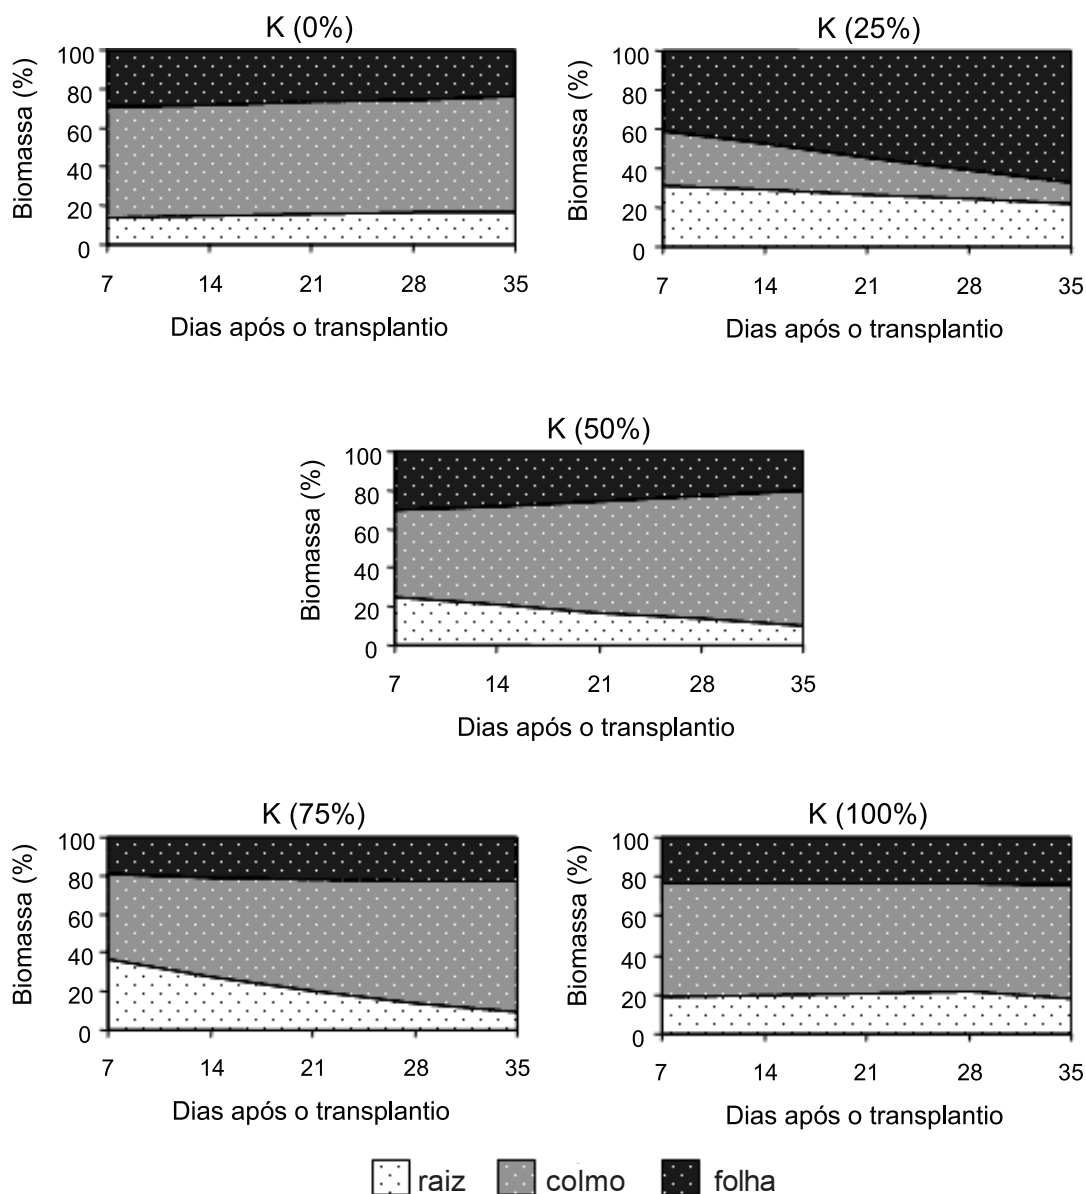 K (0%)
Biomassa (%)
100
80
60
40
20
0
7 14 21 28 35
Dias após o transplantio
K (25%)
Biomassa (%)
100
80
60
40
20
0
7 14 21 28 35
Dias após o transplantio
K (50%)
Biomassa (%)
100
80
60
40
20
0
7 14 21 28 35
Dias após o transplantio
K (75%)
Biomassa (%)
100
80
60
40
20
0
7 14 21 28 35
Dias após o transplantio
K (100%)
Biomassa (%)
100
80
60
40
20
0
7 14 21 28 35
Dias após o transplantio
raiz colmo folha